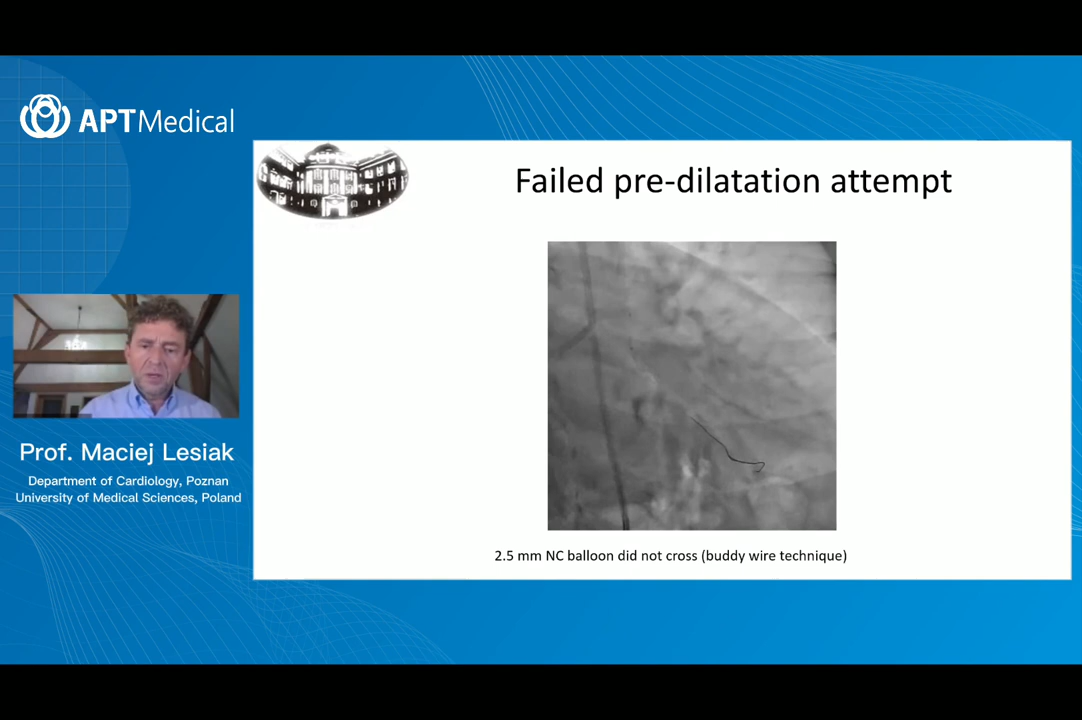 APTMedical
Failed pre-dilatation attempt
Prof. Maciej Lesiak
Department of Cardiology, Poznan
University of Medical Sciences, Poland
2.5 mm NC balloon did not cross (buddy wire technique)